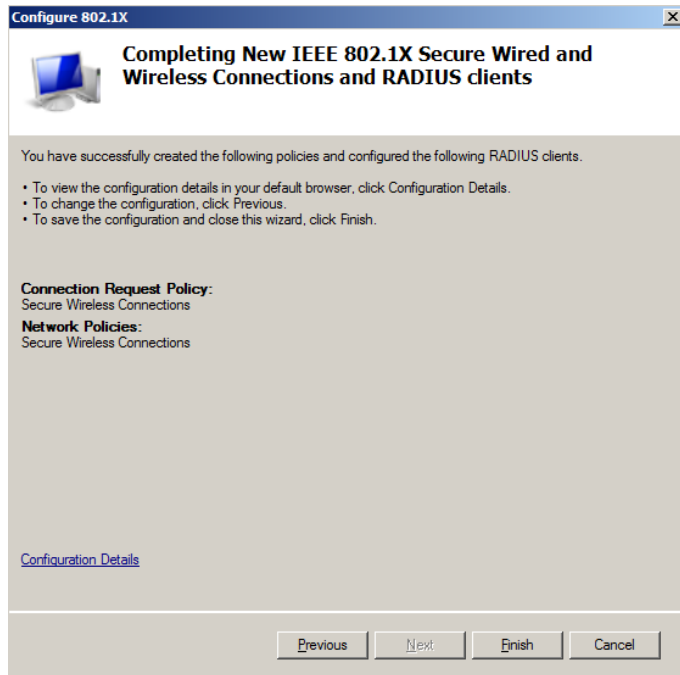 Configure 802.1X
Completing New IEEE 802.1X Secure Wired and
Wireless Connections and RADIUS clients
You have successfully created the following policies and configured the following RADIUS clients.
• To view the configuration details in your default browser, click Configuration Details.
• To change the configuration, click Previous.
• To save the configuration and close this wizard, click Finish.
Connection Request Policy:
Secure Wireless Connections
Network Policies:
Secure Wireless Connections
Configuration Details
Previous Next Finish Cancel